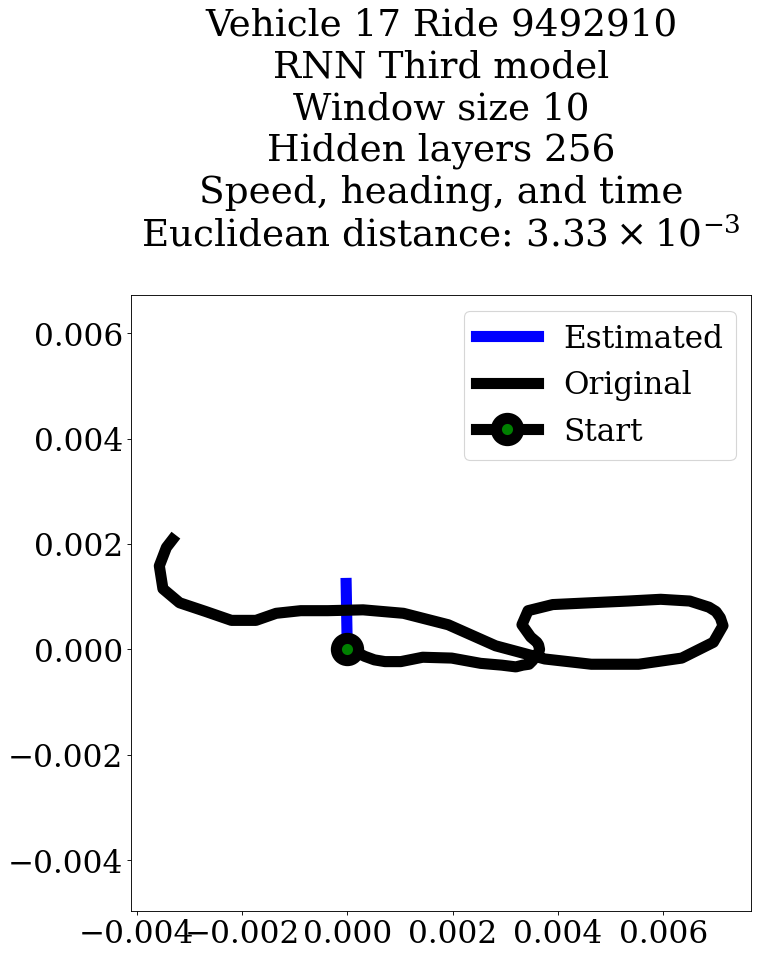 Vehicle 17 Ride 9492910
RNN Third model
Window size 10
Hidden layers 256
Speed, heading, and time
Euclidean distance: 3.33 × 10⁻³
Estimated
Original
Start
0.006
0.004
0.002
0.000
−0.002
−0.004
−0.004 −0.002 0.000 0.002 0.004 0.006